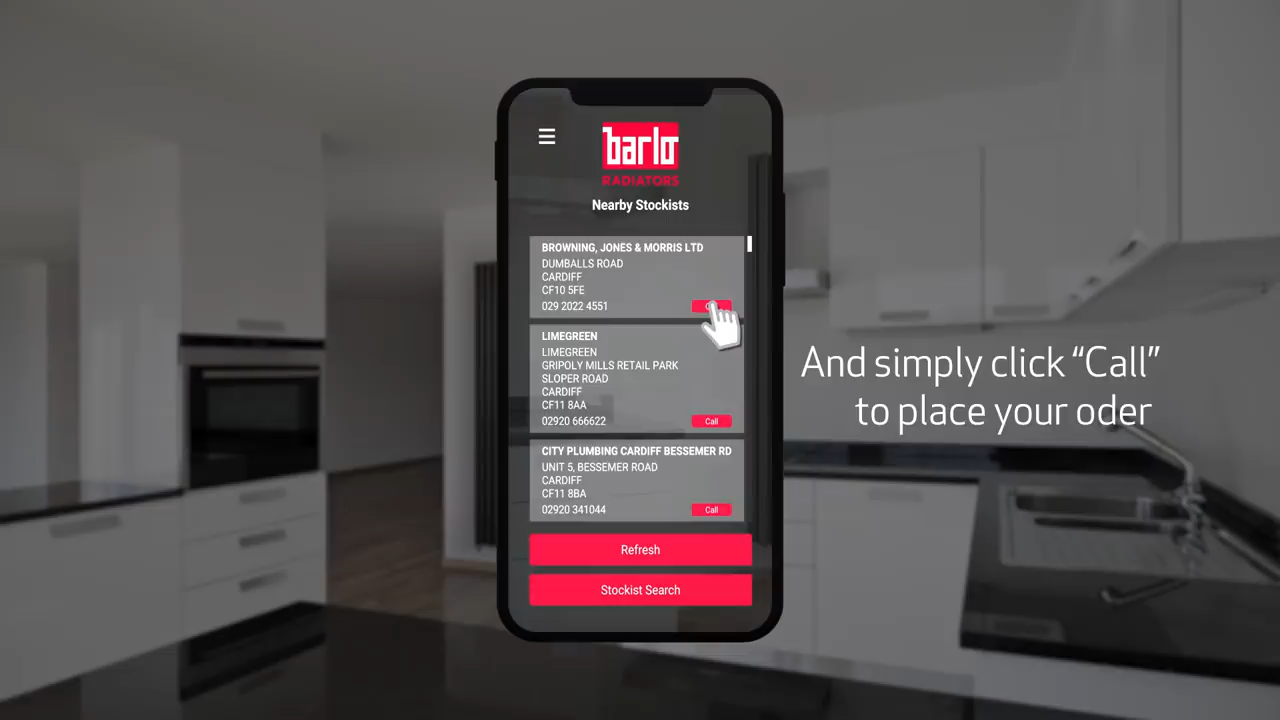 barlo
RADIATORS
Nearby Stockists
BROWNING, JONES & MORRIS LTD
DUMBALLS ROAD
CARDIFF
CF10 5FE
029 2022 4551
LIMEGREEN
LIMEGREEN
GRIPOLY MILLS RETAIL PARK
SLOPER ROAD
CARDIFF
CF11 8AA
02920 666622
Call
CITY PLUMBING CARDIFF BESSEMER RD
UNIT 5, BESSEMER ROAD
CARDIFF
CF11 8BA
02920 341044
Call
Refresh
Stockist Search
And simply click “Call”
to place your oder